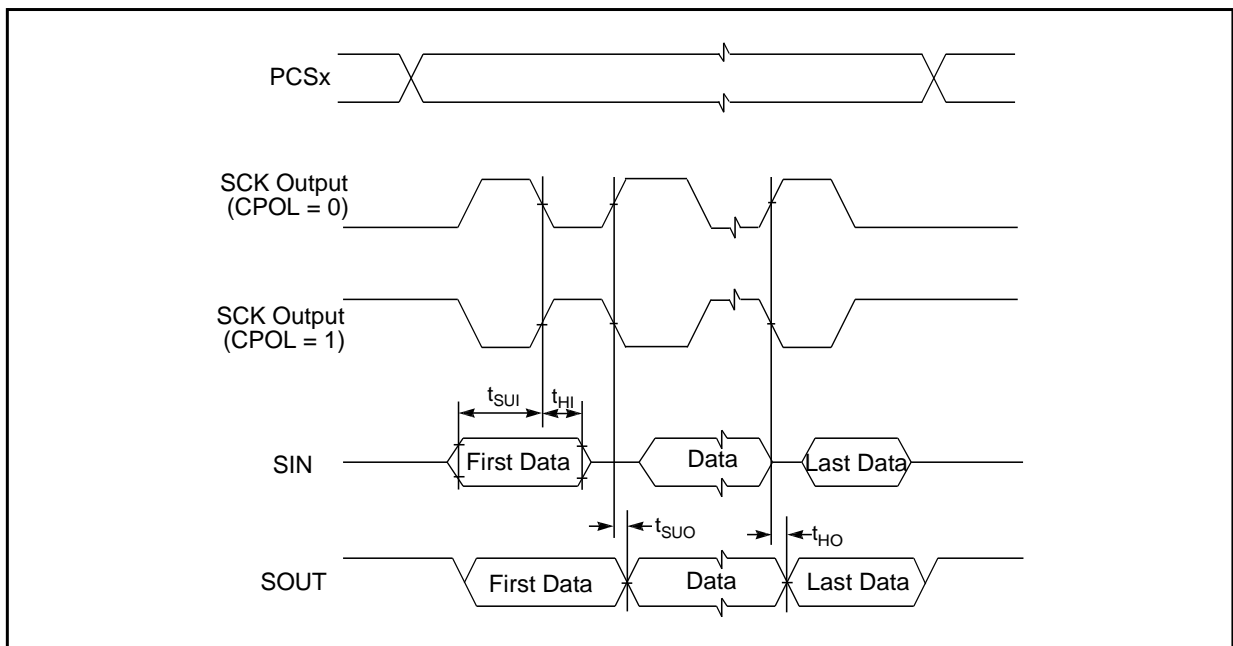 PCSx
SCK Output
(CPOL = 0)
SCK Output
(CPOL = 1)
tSUI
tHI
SIN
First Data
Data
Last Data
tSUO
tHO
SOUT
First Data
Data
Last Data